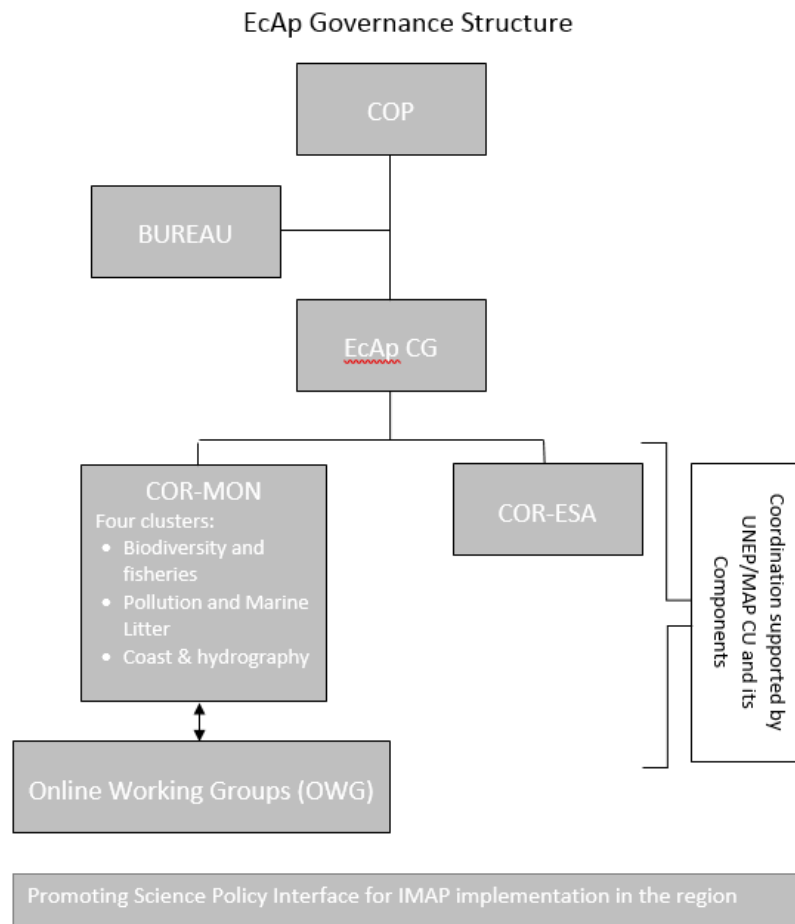 EcAp Governance Structure
COP
BUREAU
EcAp CG
COR-MON
Four clusters:
• Biodiversity and
fisheries
• Pollution and Marine
Litter
• Coast & hydrography
COR-ESA
Coordination supported by
UNEP/MAP CU and its
Components
Online Working Groups (OWG)
Promoting Science Policy Interface for IMAP implementation in the region